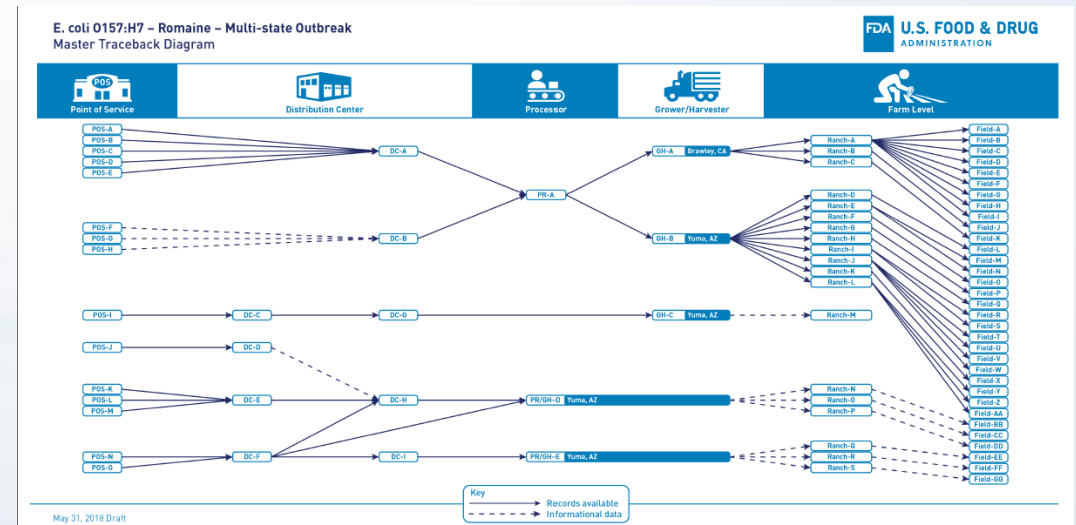 E. coli O157:H7 – Romaine – Multi-state Outbreak
Master Traceback Diagram
FDA U.S. FOOD & DRUG
ADMINISTRATION
POS
Point of Service
Distribution Center
Processor
Grower/Harvester
Farm Level
POS-A
POS-B
POS-C
POS-D
POS-E
POS-F
POS-G
POS-H
POS-I
POS-J
POS-K
POS-L
POS-M
POS-N
POS-O
DC-C
DC-D
DC-E
DC-F
DC-A
DC-B
DC-G
DC-H
DC-I
PR-A
PR/GH-D Yuma, AZ
PR/GH-E Yuma, AZ
GH-A Brawley, CA
GH-B Yuma, AZ
GH-C Yuma, AZ
Ranch-A
Ranch-B
Ranch-C
Ranch-D
Ranch-E
Ranch-F
Ranch-G
Ranch-H
Ranch-I
Ranch-J
Ranch-K
Ranch-L
Ranch-M
Ranch-N
Ranch-O
Ranch-P
Ranch-Q
Ranch-R
Ranch-S
Field-A
Field-B
Field-C
Field-D
Field-E
Field-F
Field-G
Field-H
Field-I
Field-J
Field-K
Field-L
Field-M
Field-N
Field-O
Field-P
Field-Q
Field-R
Field-S
Field-T
Field-U
Field-V
Field-W
Field-X
Field-Y
Field-Z
Field-AA
Field-BB
Field-CC
Field-DD
Field-EE
Field-FF
Field-GG
Key
Records available
Informational data
May 31, 2018 Draft